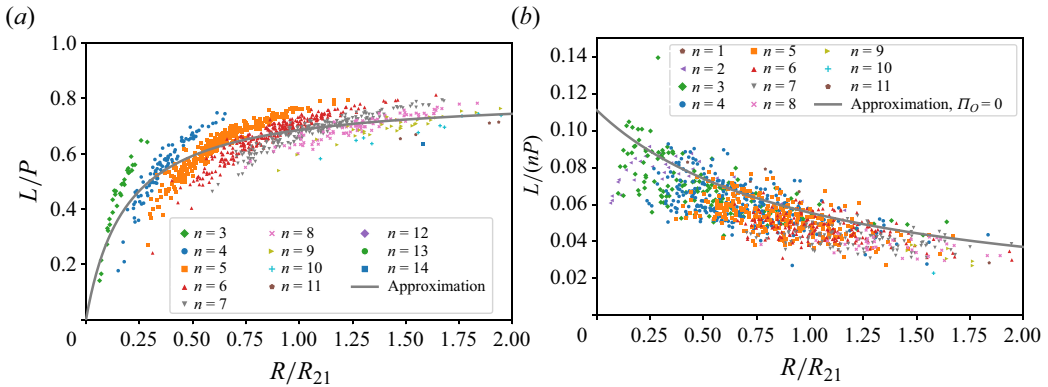 (a)
(b)
1.0
0.8
0.6
0.4
0.2
L/P
n = 3
n = 4
n = 5
n = 6
n = 7
n = 8
n = 9
n = 10
n = 11
n = 12
n = 13
n = 14
Approximation
0 0.25 0.50 0.75 1.00 1.25 1.50 1.75 2.00
R/R21
0.14
0.12
0.10
0.08
0.06
0.04
0.02
L/(nP)
n = 1
n = 2
n = 3
n = 4
n = 5
n = 6
n = 7
n = 8
n = 9
n = 10
n = 11
Approximation, Π_O = 0
0 0.25 0.50 0.75 1.00 1.25 1.50 1.75 2.00
R/R21